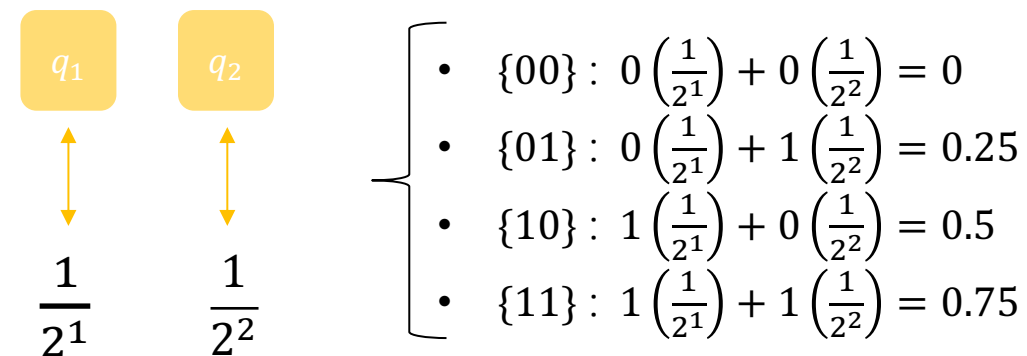 q₁ q₂
1/2¹ 1/2²
• {00} : 0(1/2¹) + 0(1/2²) = 0
• {01} : 0(1/2¹) + 1(1/2²) = 0.25
• {10} : 1(1/2¹) + 0(1/2²) = 0.5
• {11} : 1(1/2¹) + 1(1/2²) = 0.75